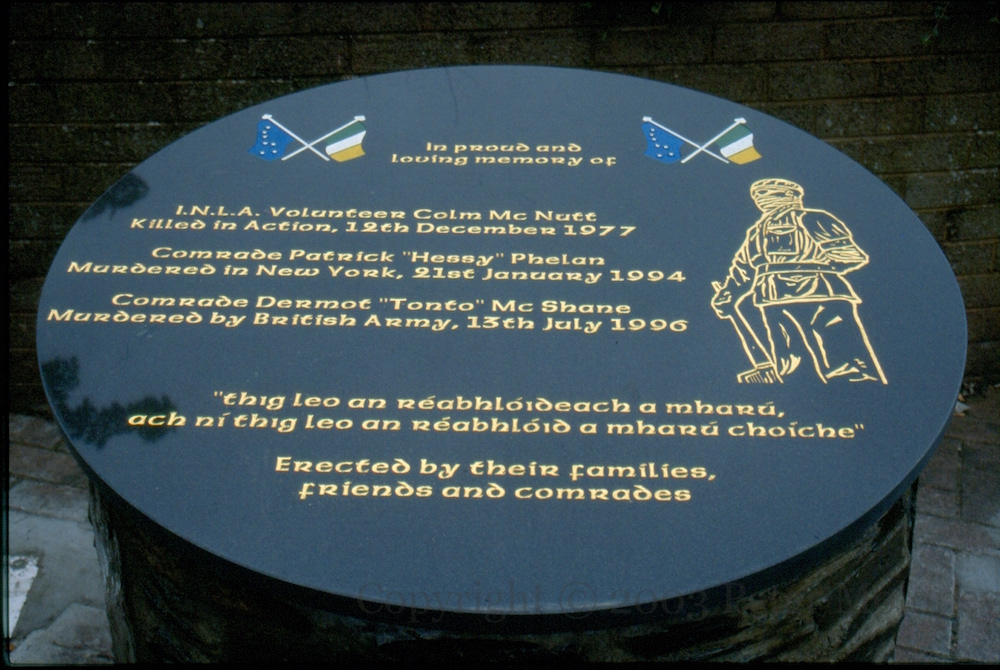 In proud and
loving memory of
I.N.L.A. Volunteer Colm Mc Nutt
Killed in Action, 12th December 1977
Comrade Patrick "Hessy" Phelan
Murdered in New York, 21st January 1994
Comrade Dermot "Tonto" Mc Shane
Murdered by British Army, 13th July 1996
"thig leo an réabhlóideach a mharú,
ach ní thig leo an réabhlóid a mharú choíche"
Erected by their families,
friends and comrades
Copyright © 2003